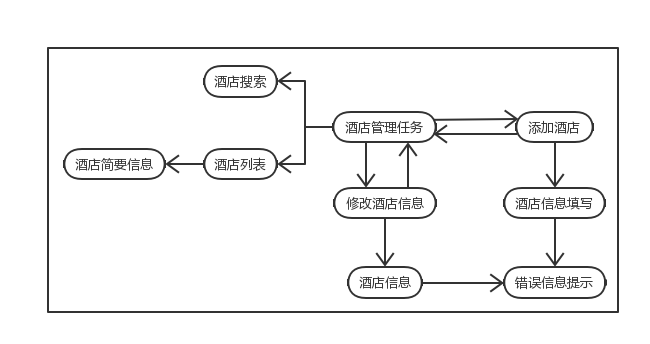 酒店搜索
酒店管理任务
添加酒店
酒店简要信息
酒店列表
修改酒店信息
酒店信息填写
酒店信息
错误信息提示